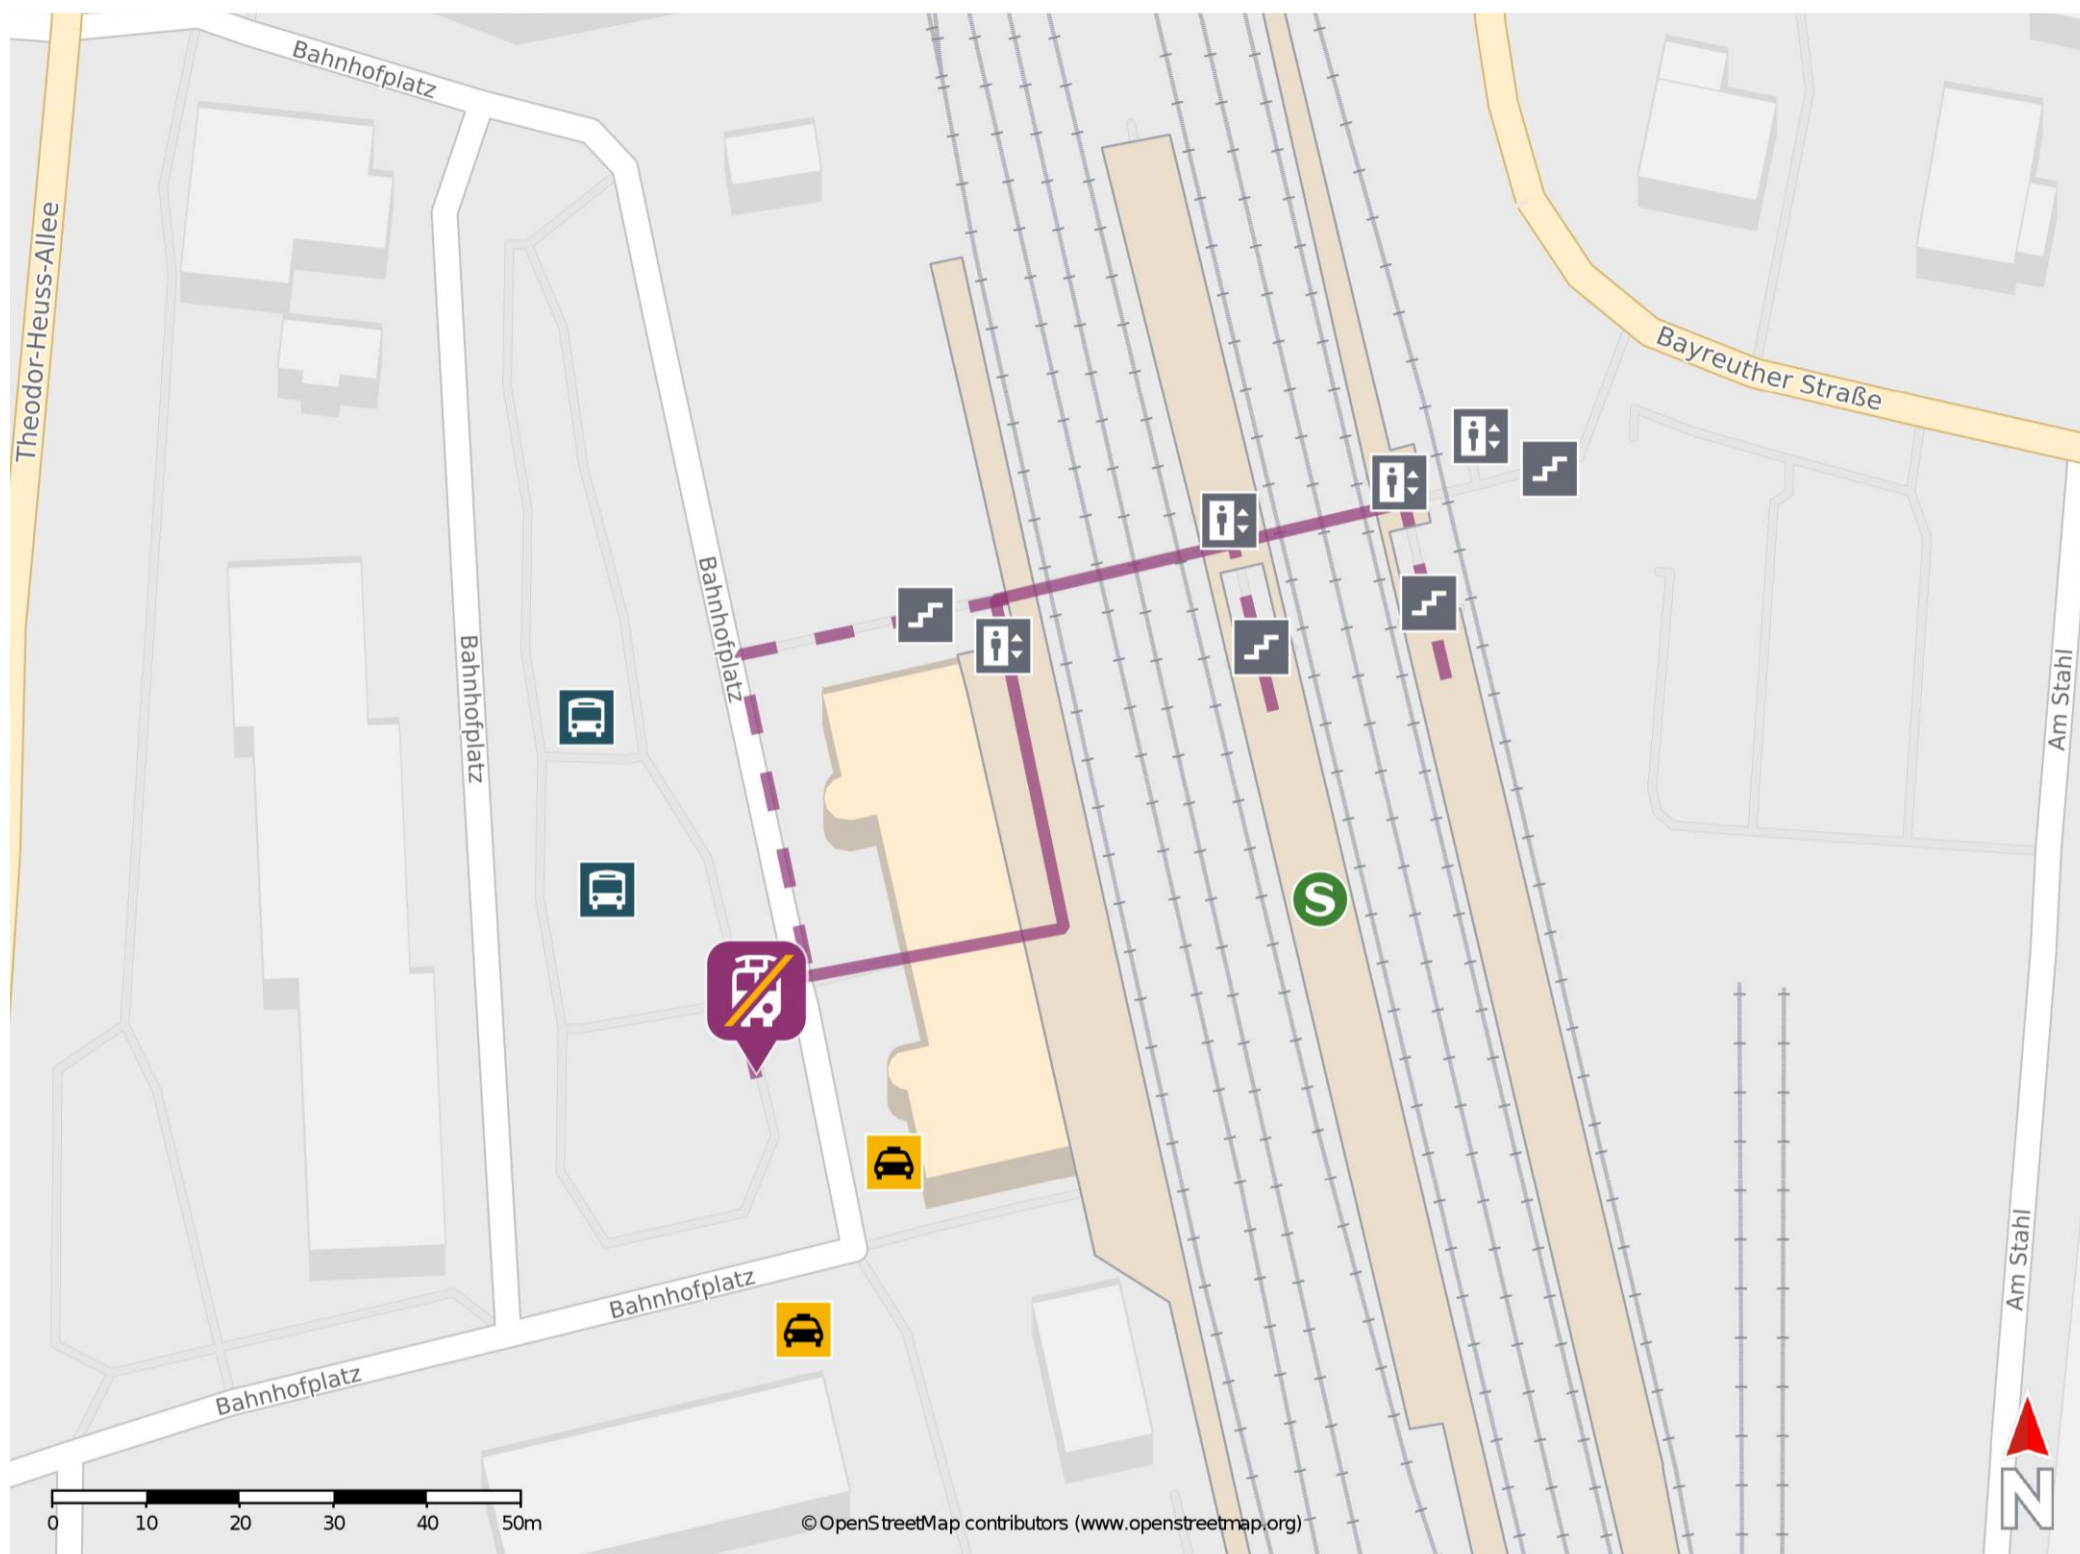 Bahnhofplatz
Theodor-Heuss-Allee
Bayreuther Straße
Bahnhofplatz
Bahnhofplatz
Am Stahl
S
Am Stahl
Bahnhofplatz
Bahnhofplatz
0 10 20 30 40 50m
© OpenStreetMap contributors (www.openstreetmap.org)
N